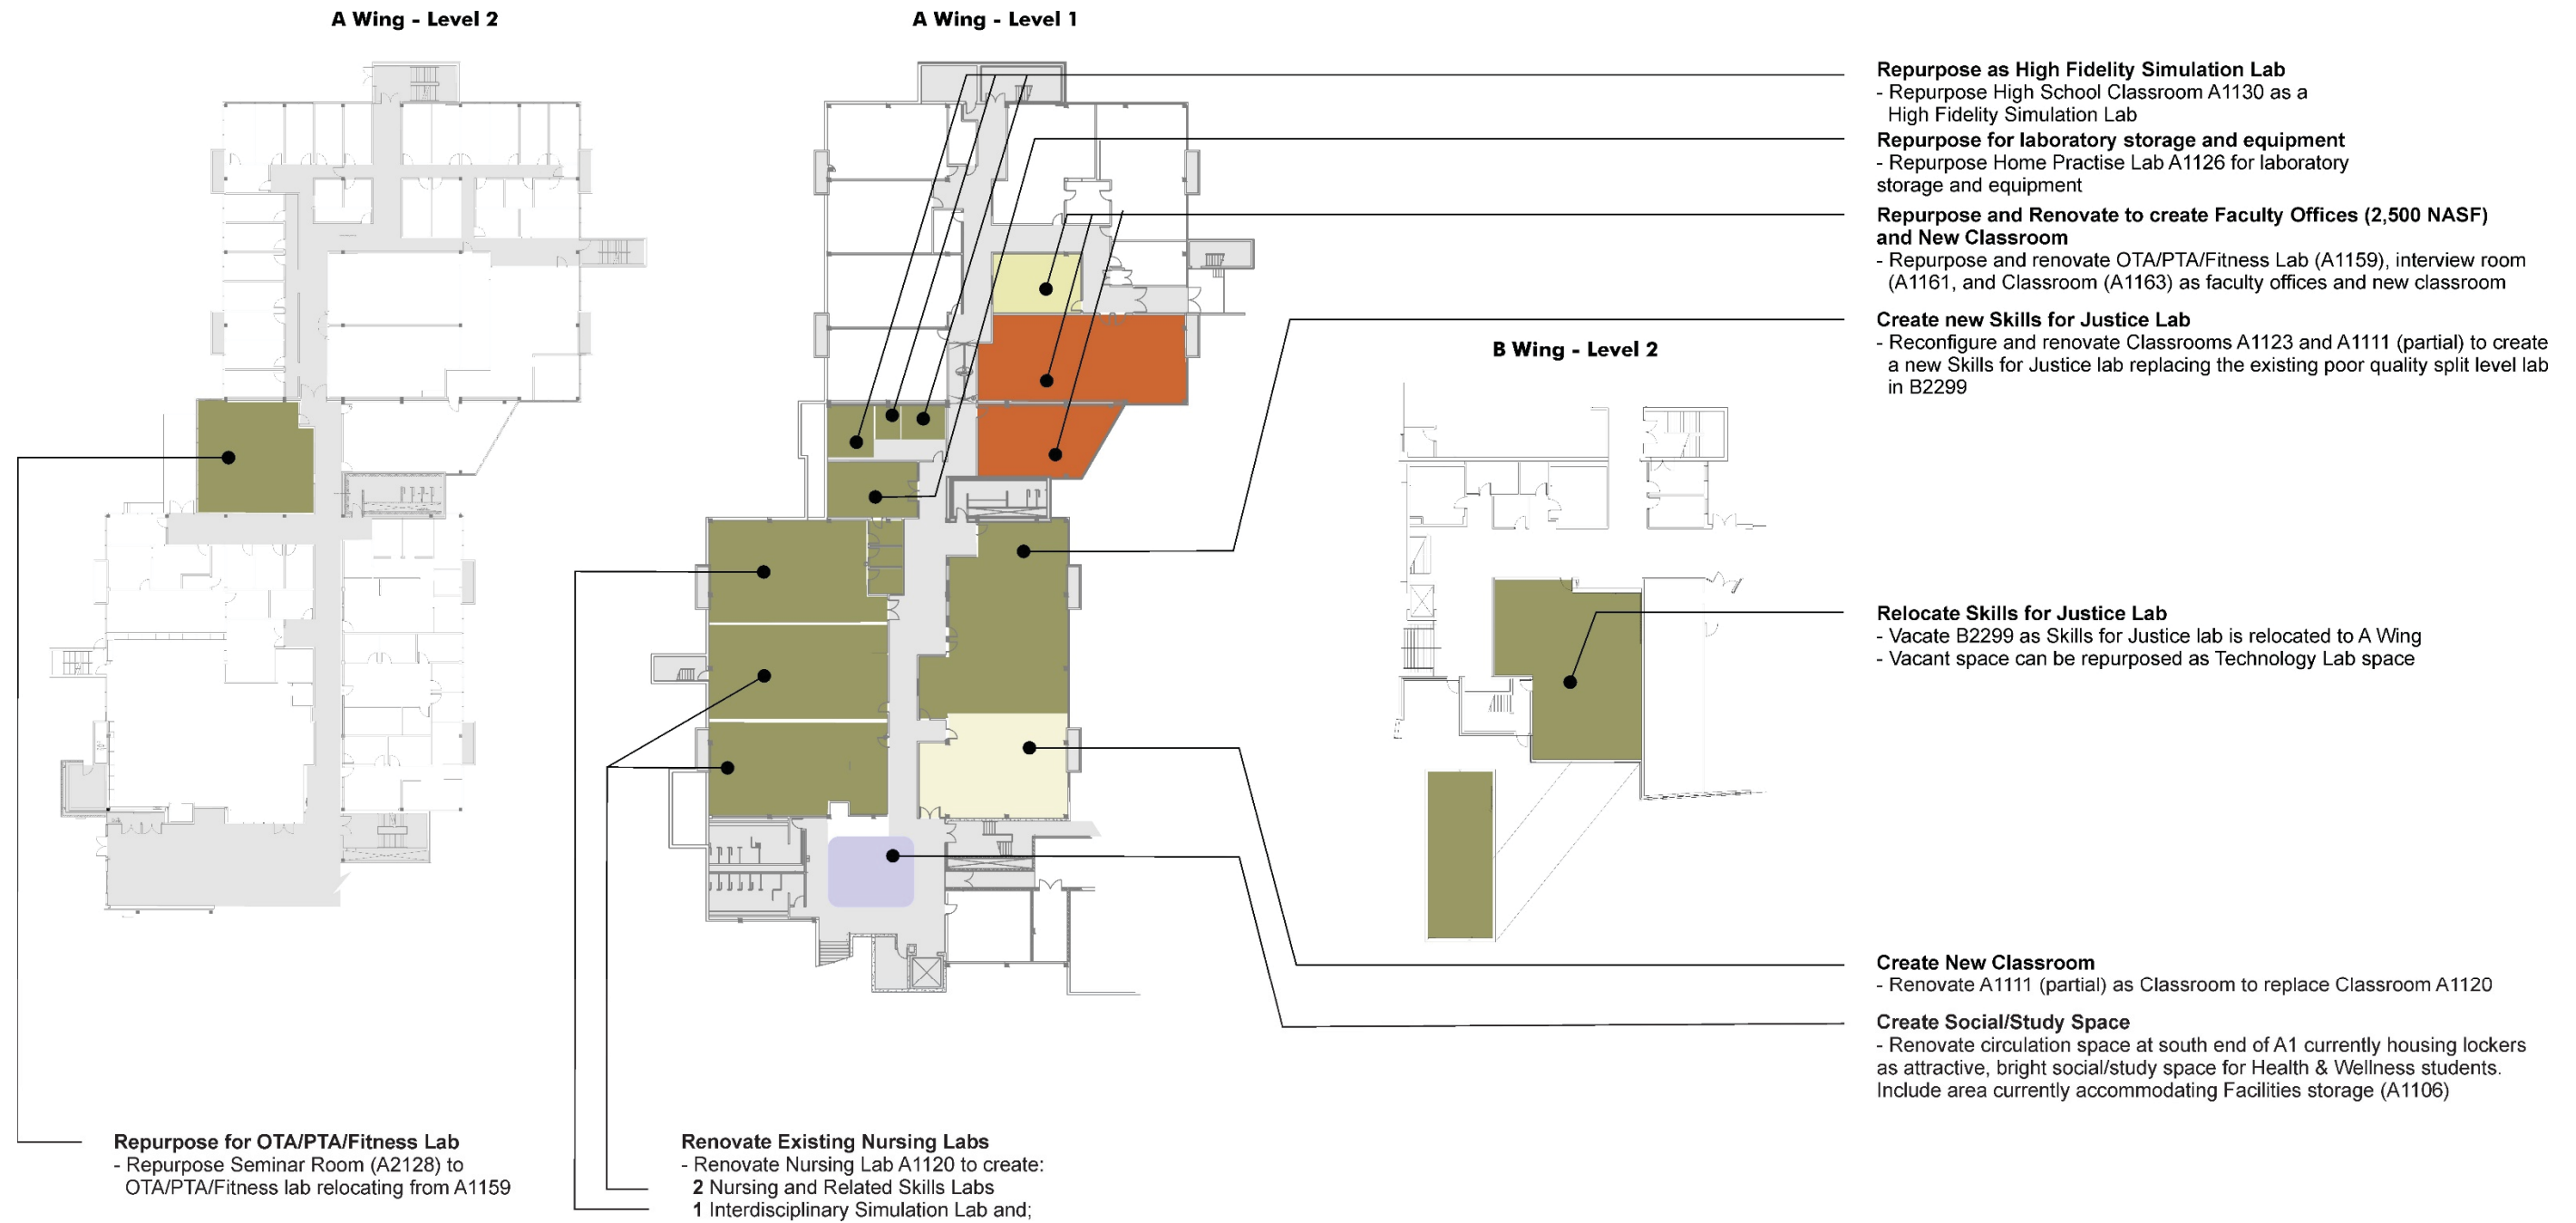 A Wing - Level 2
A Wing - Level 1
Repurpose as High Fidelity Simulation Lab
- Repurpose High School Classroom A1130 as a
High Fidelity Simulation Lab
Repurpose for laboratory storage and equipment
- Repurpose Home Practise Lab A1126 for laboratory
storage and equipment
Repurpose and Renovate to create Faculty Offices (2,500 NASF)
and New Classroom
- Repurpose and renovate OTA/PTA/Fitness Lab (A1159), interview room
(A1161, and Classroom (A1163) as faculty offices and new classroom
Create new Skills for Justice Lab
- Reconfigure and renovate Classrooms A1123 and A1111 (partial) to create
a new Skills for Justice lab replacing the existing poor quality split level lab
in B2299
B Wing - Level 2
Relocate Skills for Justice Lab
- Vacate B2299 as Skills for Justice lab is relocated to A Wing
- Vacant space can be repurposed as Technology Lab space
Create New Classroom
- Renovate A1111 (partial) as Classroom to replace Classroom A1120
Create Social/Study Space
- Renovate circulation space at south end of A1 currently housing lockers
as attractive, bright social/study space for Health & Wellness students.
Include area currently accommodating Facilities storage (A1106)
Repurpose for OTA/PTA/Fitness Lab
- Repurpose Seminar Room (A2128) to
OTA/PTA/Fitness lab relocating from A1159
Renovate Existing Nursing Labs
- Renovate Nursing Lab A1120 to create:
2 Nursing and Related Skills Labs
1 Interdisciplinary Simulation Lab and;